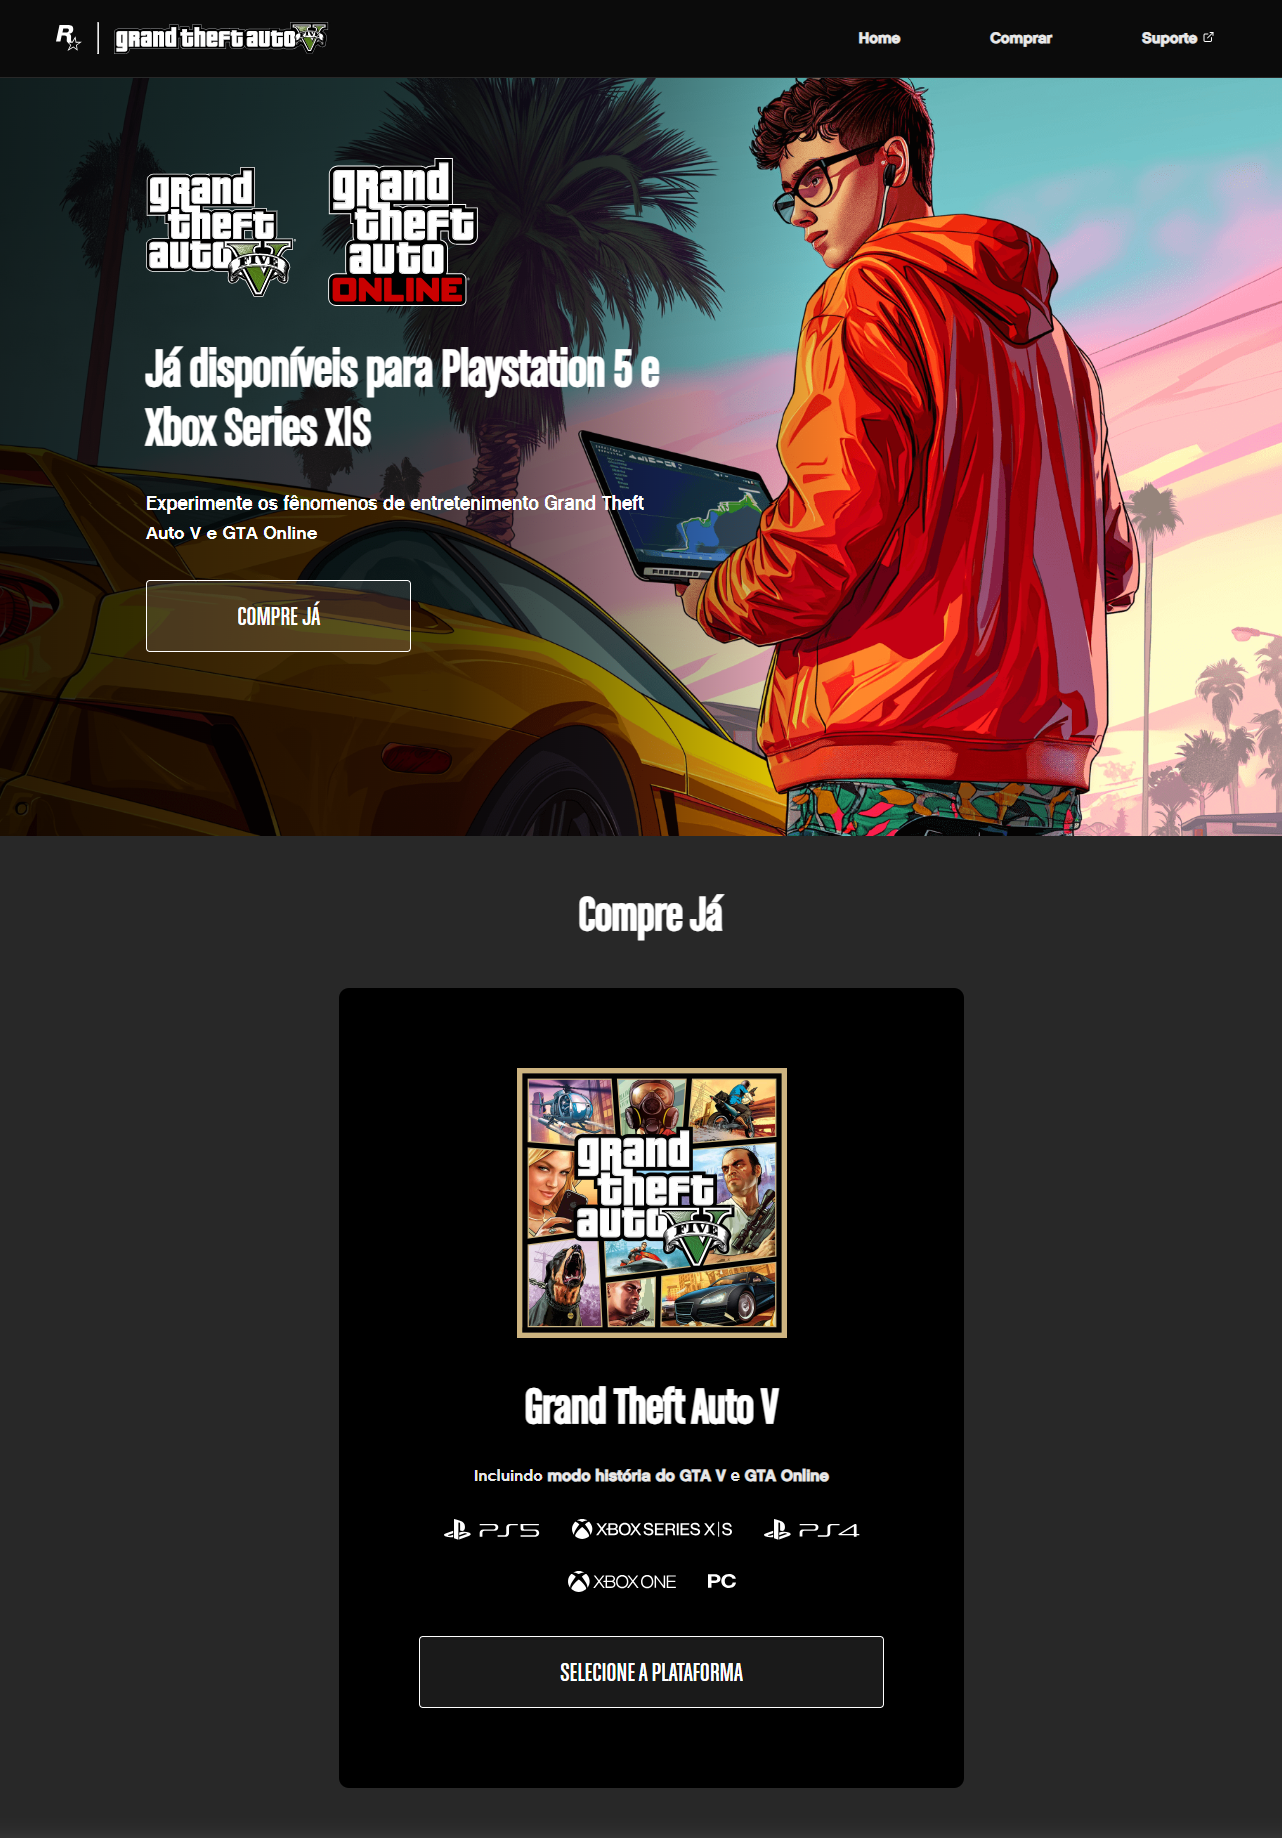 R
grand theft auto V
FIVE
Home
Comprar
Suporte
grand
theft
auto V
FIVE
grand
theft
auto
ONLINE
Já disponíveis para Playstation 5 e
Xbox Series X|S
Experimente os fênomenos de entretenimento Grand Theft
Auto V e GTA Online
COMPRE JÁ
Compre Já
grand
theft
auto V
FIVE
Grand Theft Auto V
Incluindo modo história do GTA V e GTA Online
PS5
XBOX SERIES X|S
PS4
XBOX ONE
PC
SELECIONE A PLATAFORMA